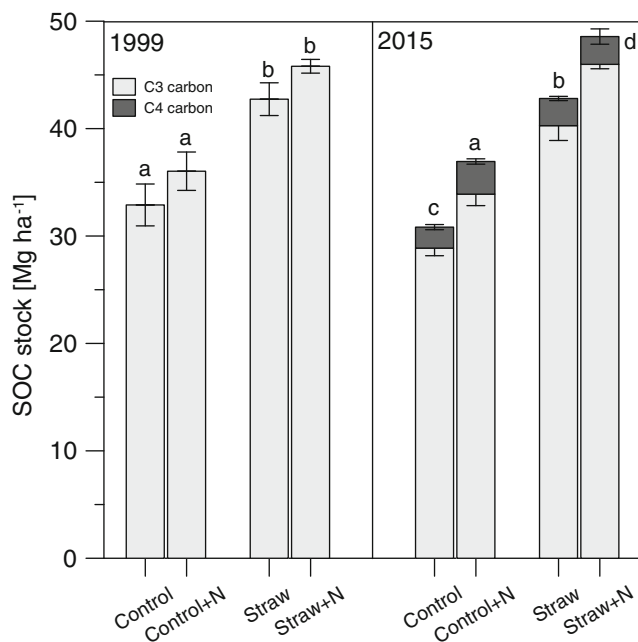 SOC stock [Mg ha⁻¹]
50
40
30
20
10
0
1999
C3 carbon
C4 carbon
a
a
b
b
2015
c
a
b
d
Control
Control+N
Straw
Straw+N
Control
Control+N
Straw
Straw+N